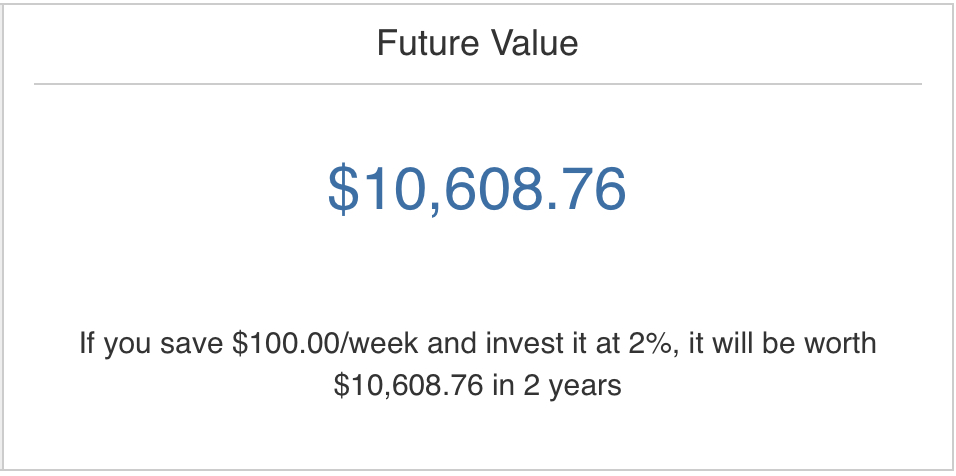 Future Value
$10,608.76
If you save $100.00/week and invest it at 2%, it will be worth
$10,608.76 in 2 years